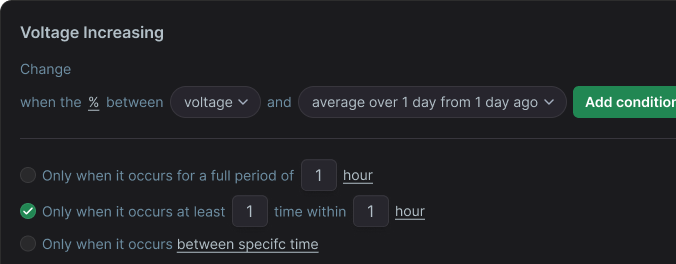 Voltage Increasing
Change
when the % between voltage and average over 1 day from 1 day ago Add condition
Only when it occurs for a full period of 1 hour
Only when it occurs at least 1 time within 1 hour
Only when it occurs between specifc time